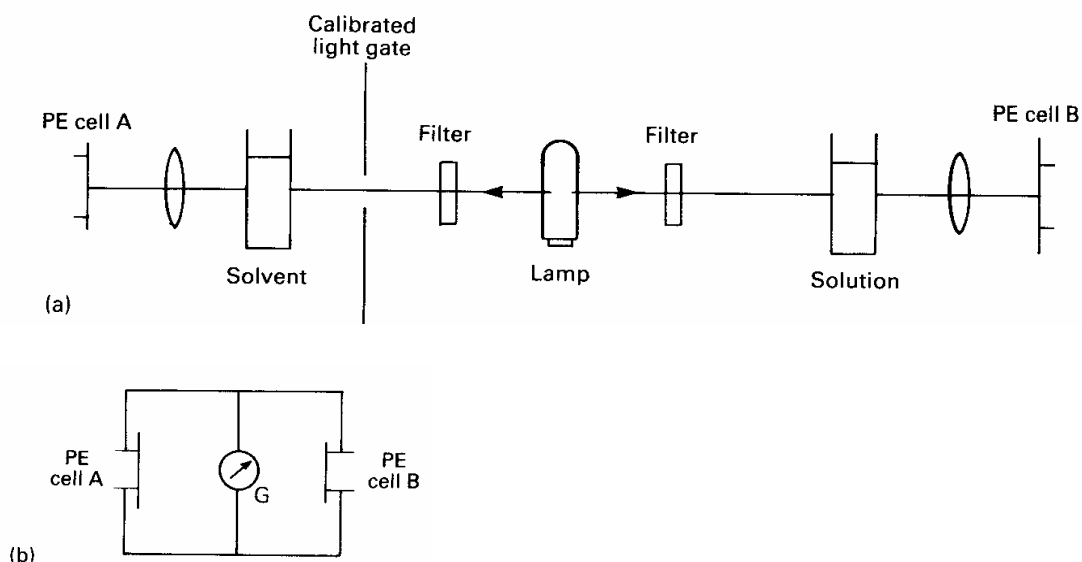 Calibrated
light gate
PE cell A
Filter
Filter
PE cell B
Solvent
Lamp
Solution
(a)
PE
cell A
G
PE
cell B
(b)